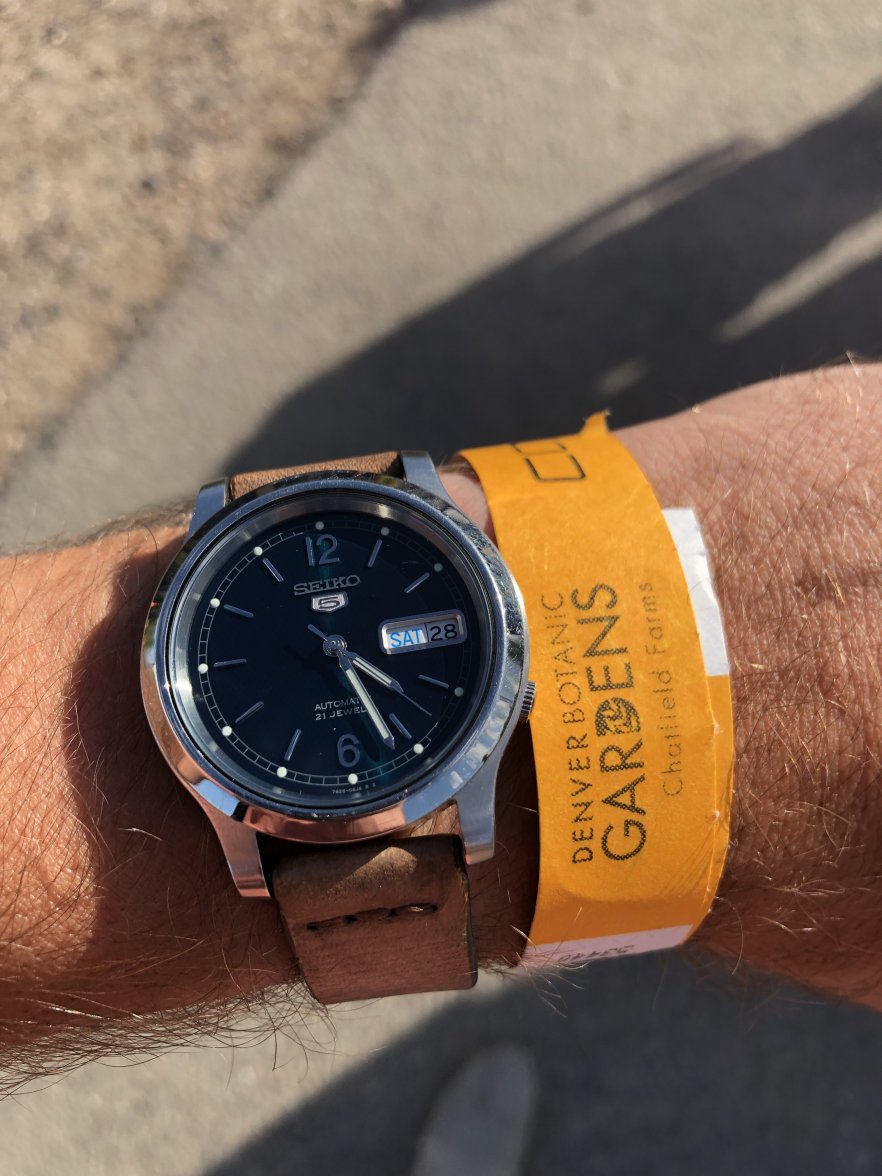 12
SEIKO
5
SAT 28
AUTOMATIC
21 JEWELS
6
DENVER BOTANIC
GARDENS
Chatfield Farms